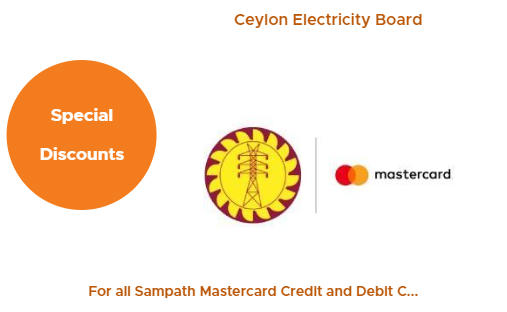 Ceylon Electricity Board
Special
Discounts
mastercard
For all Sampath Mastercard Credit and Debit C...